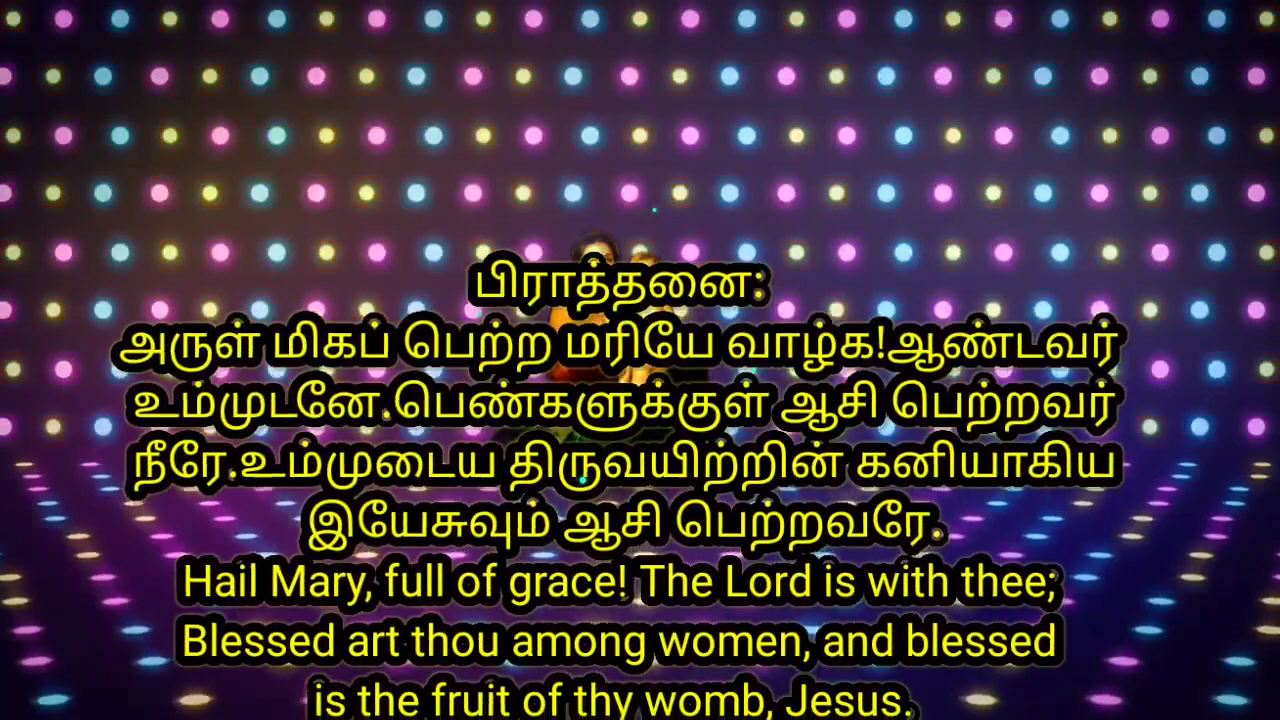 பிராத்தனை:
அருள் மிகப் பெற்ற மரியே வாழ்க!ஆண்டவர்
உம்முடனே.பெண்களுக்குள் ஆசி பெற்றவர்
நீரே.உம்முடைய திருவயிற்றின் கனியாகிய
இயேசுவும் ஆசி பெற்றவரே.
Hail Mary, full of grace! The Lord is with thee;
Blessed art thou among women, and blessed
is the fruit of thy womb, Jesus.